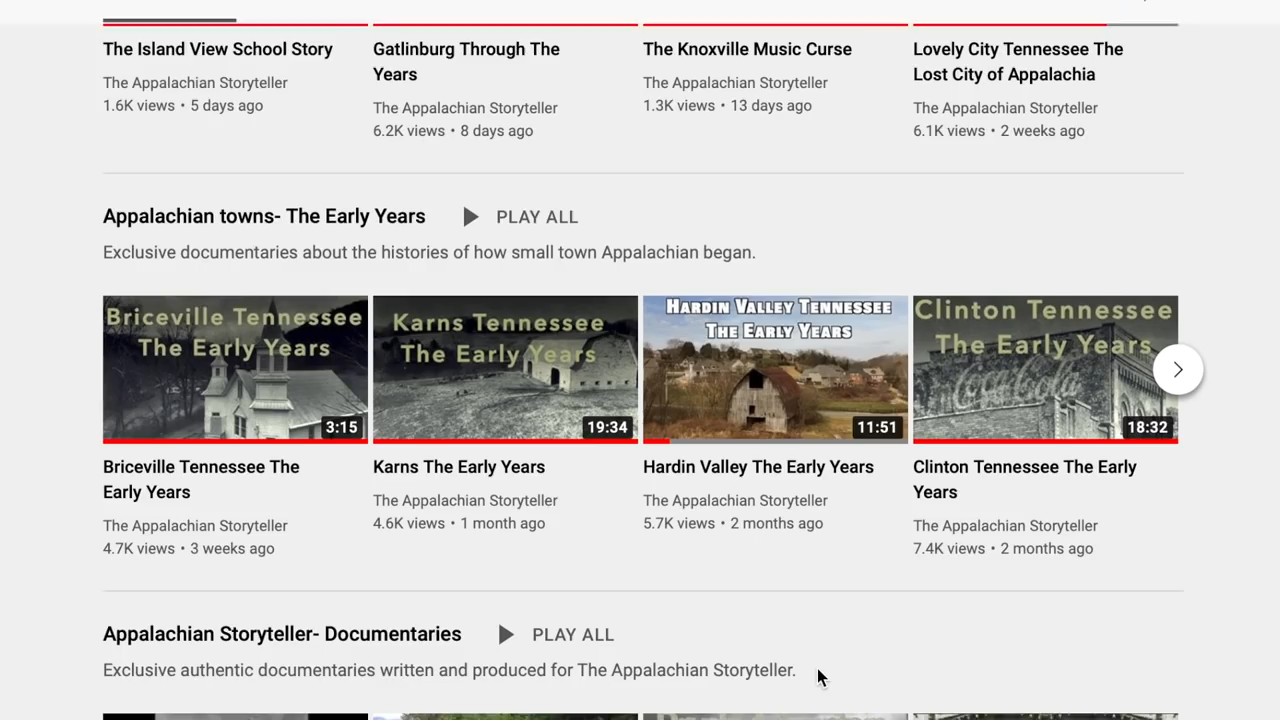 The Island View School Story
Gatlinburg Through The
Years
The Knoxville Music Curse
Lovely City Tennessee The
Lost City of Appalachia
The Appalachian Storyteller
1.6K views • 5 days ago
The Appalachian Storyteller
6.2K views • 8 days ago
The Appalachian Storyteller
1.3K views • 13 days ago
The Appalachian Storyteller
6.1K views • 2 weeks ago
Appalachian towns- The Early Years
PLAY ALL
Exclusive documentaries about the histories of how small town Appalachian began.
Briceville Tennessee
The Early Years
3:15
Karns Tennessee
The Early Years
19:34
Hardin Valley Tennessee
The Early Years
11:51
Clinton Tennessee
The Early Years
Coca-Cola
18:32
Briceville Tennessee The
Early Years
The Appalachian Storyteller
4.7K views • 3 weeks ago
Karns The Early Years
The Appalachian Storyteller
4.6K views • 1 month ago
Hardin Valley The Early Years
The Appalachian Storyteller
5.7K views • 2 months ago
Clinton Tennessee The Early
Years
The Appalachian Storyteller
7.4K views • 2 months ago
Appalachian Storyteller- Documentaries
PLAY ALL
Exclusive authentic documentaries written and produced for The Appalachian Storyteller.